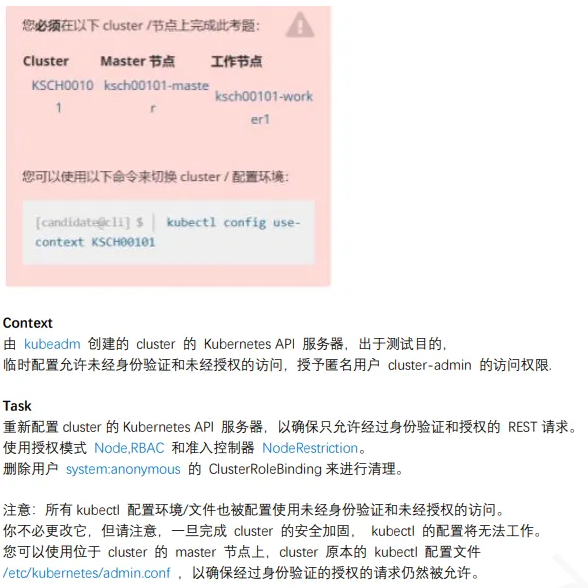 您必须在以下 cluster /节点上完成此考题：
Cluster Master 节点 工作节点
KSCH0010 ksch00101-maste ksch00101-work
1 r er1
您可以使用以下命令来切换 cluster / 配置环境：
[candidate@cli] $ | kubectl config use-
context KSCH00101
Context
由 kubeadm 创建的 cluster 的 Kubernetes API 服务器，出于测试目的，
临时配置允许未经身份验证和未经授权的访问，授予匿名用户 cluster-admin 的访问权限.
Task
重新配置 cluster 的 Kubernetes API 服务器，以确保只允许经过身份验证和授权的 REST 请求。
使用授权模式 Node,RBAC 和准入控制器 NodeRestriction。
删除用户 system:anonymous 的 ClusterRoleBinding 来进行清理。
注意：所有 kubectl 配置环境/文件也被配置使用未经身份验证和未经授权的访问。
你不必更改它，但请注意，一旦完成 cluster 的安全加固， kubectl 的配置将无法工作。
您可以使用位于 cluster 的 master 节点上，cluster 原本的 kubectl 配置文件
/etc/kubernetes/admin.conf ，以确保经过身份验证的授权的请求仍然被允许。